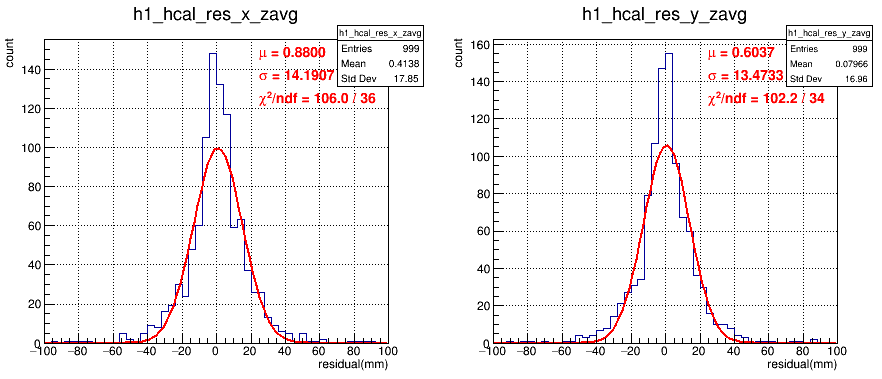 h1_hcal_res_x_zavg
h1_hcal_res_x_zavg
Entries 999
Mean 0.4138
Std Dev 17.85
μ = 0.8800
σ = 14.1907
χ²/ndf = 106.0 / 36
count
140
120
100
80
60
40
20
0
−100 −80 −60 −40 −20 0 20 40 60 80 100
residual(mm)
h1_hcal_res_y_zavg
h1_hcal_res_y_zavg
Entries 999
Mean 0.07966
Std Dev 16.96
μ = 0.6037
σ = 13.4733
χ²/ndf = 102.2 / 34
count
160
140
120
100
80
60
40
20
0
−100 −80 −60 −40 −20 0 20 40 60 80 100
residual(mm)